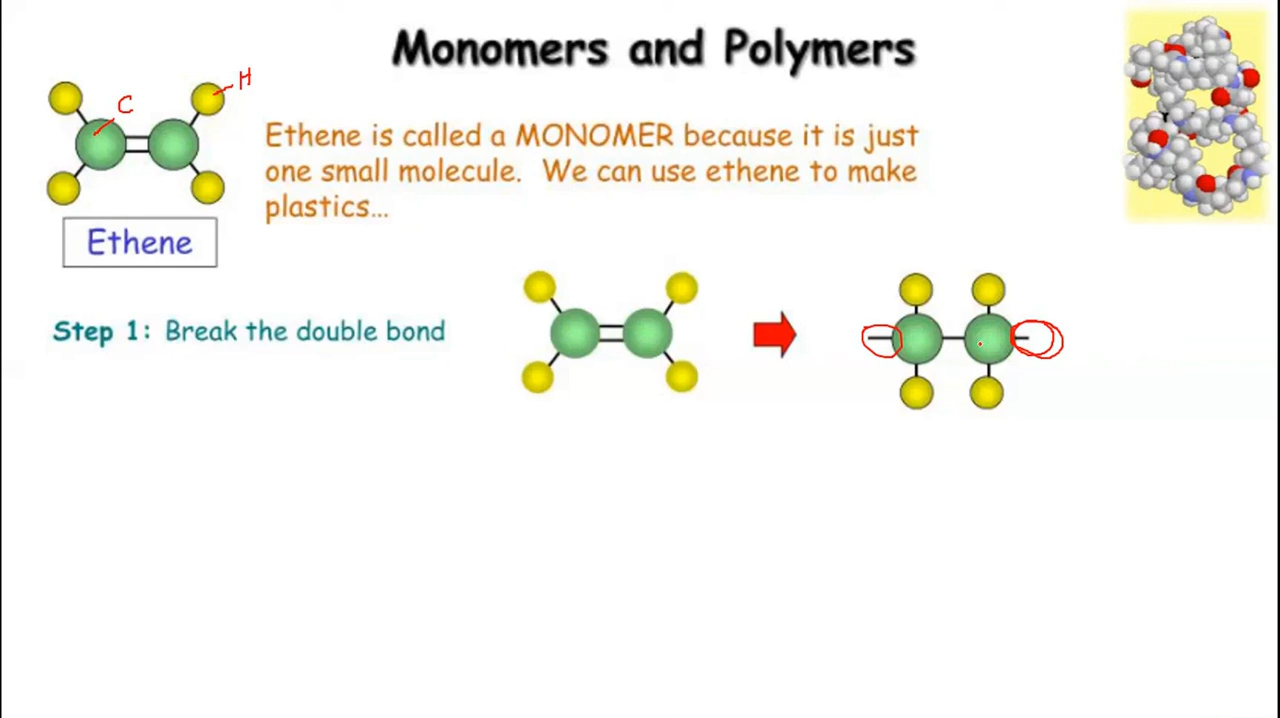 Monomers and Polymers
H
C
Ethene is called a MONOMER because it is just
one small molecule. We can use ethene to make
plastics...
Ethene
Step 1: Break the double bond